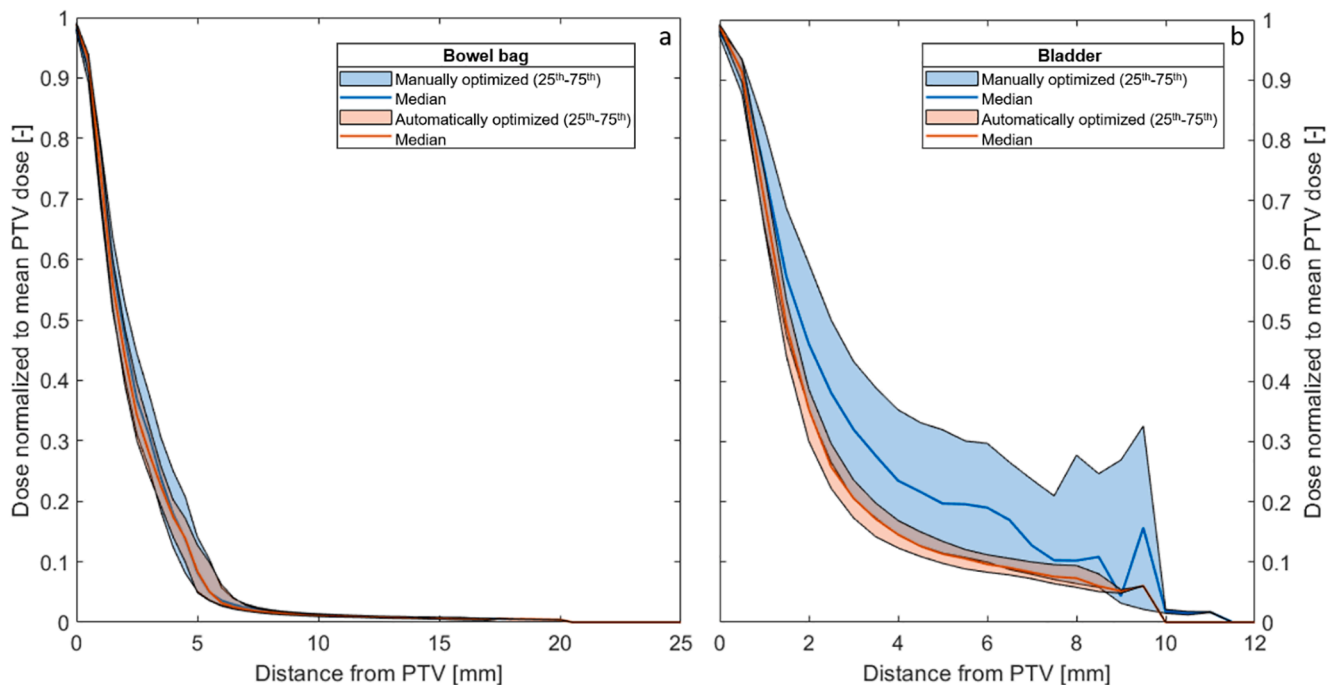 a
Bowel bag
Manually optimized (25th-75th)
Median
Automatically optimized (25th-75th)
Median
1
0.9
0.8
0.7
0.6
0.5
0.4
0.3
0.2
0.1
0
Dose normalized to mean PTV dose [-]
0
5
10
15
20
25
Distance from PTV [mm]
b
Bladder
Manually optimized (25th-75th)
Median
Automatically optimized (25th-75th)
Median
1
0.9
0.8
0.7
0.6
0.5
0.4
0.3
0.2
0.1
0
Dose normalized to mean PTV dose [-]
0
2
4
6
8
10
12
Distance from PTV [mm]